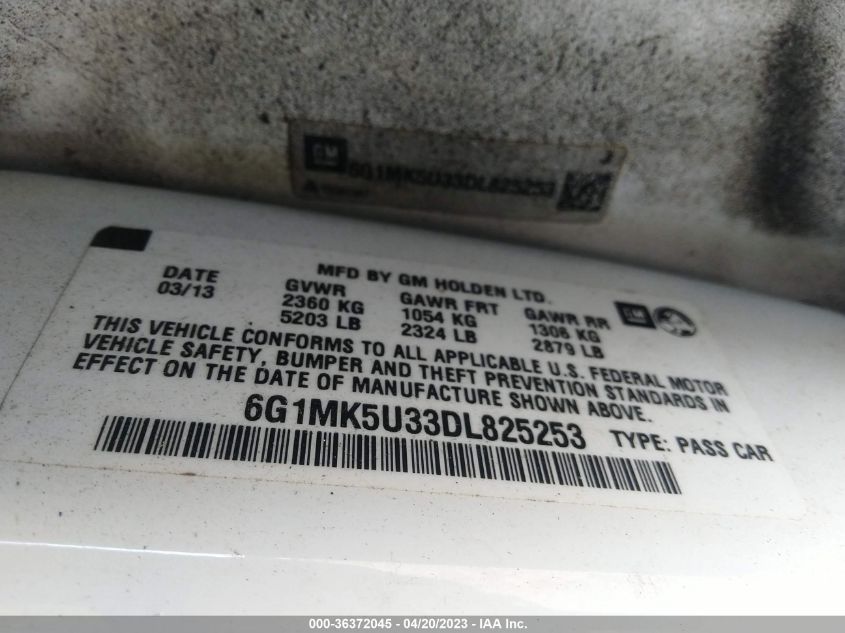 GM
6G1MK5U33DL825253
MFD BY GM HOLDEN LTD.
DATE GVWR GAWR FRT GAWR RR
03/13 2360 KG 1054 KG 1306 KG
5203 LB 2324 LB 2879 LB
GM
THIS VEHICLE CONFORMS TO ALL APPLICABLE U.S. FEDERAL MOTOR
VEHICLE SAFETY, BUMPER AND THEFT PREVENTION STANDARDS IN
EFFECT ON THE DATE OF MANUFACTURE SHOWN ABOVE.
6G1MK5U33DL825253 TYPE: PASS CAR
000-36372045 - 04/20/2023 - IAA Inc.